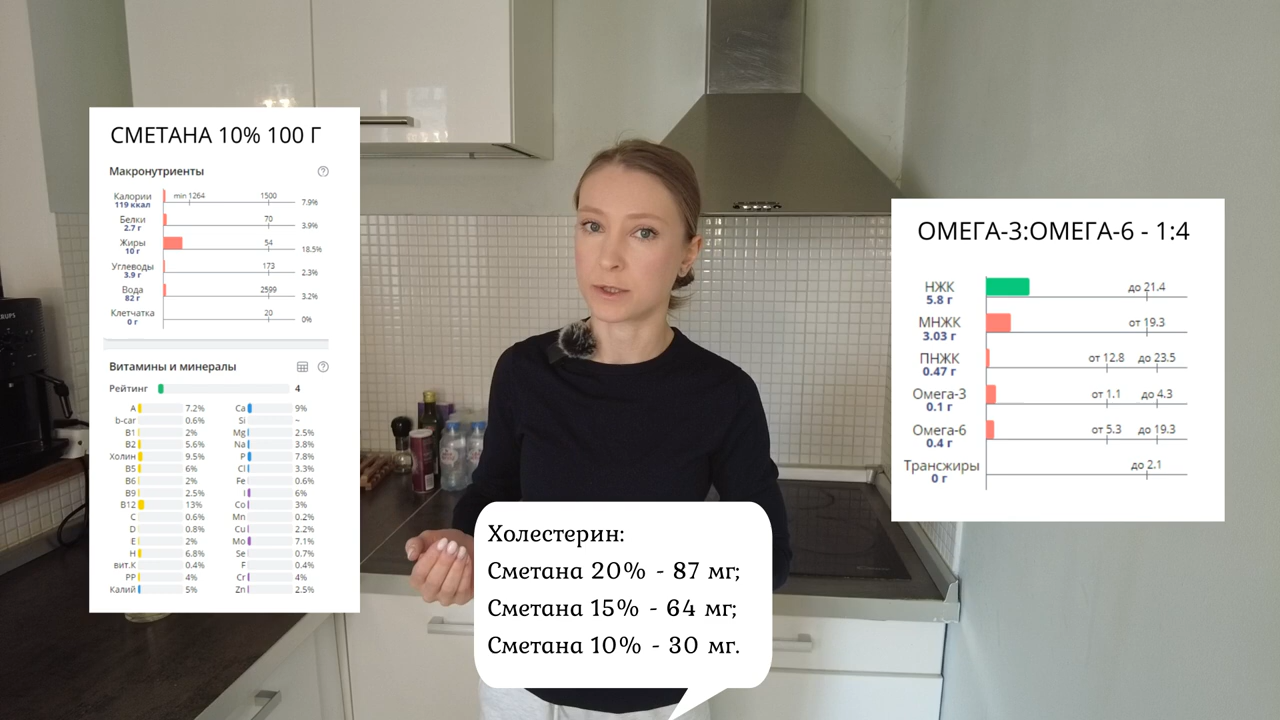 СМЕТАНА 10% 100 Г
Макронутриенты
Калории min 1264 1500 7.9%
119 ккал
Белки 70 3.9%
2.7 г
Жиры 54 18.5%
10 г
Углеводы 173 2.3%
3.9 г
Вода 2599 3.2%
82 г
Клетчатка 20 0%
0 г
Витамины и минералы
Рейтинг 4
A 7.2% Ca 9%
b-car 0.6% Si ~
B1 2% Mg 2.5%
B2 5.6% Na 3.8%
Холин 9.5% P 7.8%
B5 6% Cl 3.3%
B6 2% Fe 0.6%
B9 2.5% I 6%
B12 13% Co 3%
C 0.6% Mn 0.2%
D 0.8% Cu 2.2%
E 2% Mo 7.1%
H 6.8% Se 0.7%
вит.К 0.4% F 0.4%
PP 4% Cr 4%
Калий 5% Zn 2.5%
ОМЕГА-3:ОМЕГА-6 - 1:4
НЖК до 21.4
5.8 г
МНЖК от 19.3
3.03 г
ПНЖК от 12.8 до 23.5
0.47 г
Омега-3 от 1.1 до 4.3
0.1 г
Омега-6 от 5.3 до 19.3
0.4 г
Трансжиры до 2.1
0 г
Холестерин:
Сметана 20% - 87 мг;
Сметана 15% - 64 мг;
Сметана 10% - 30 мг.